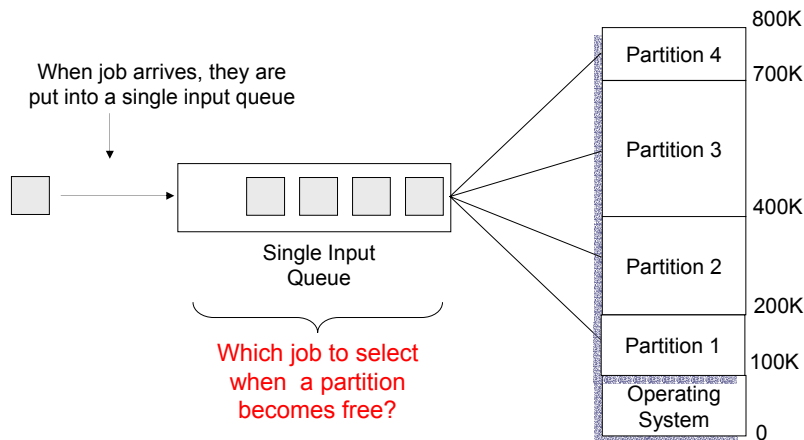 When job arrives, they are
put into a single input queue
Single Input
Queue
Which job to select
when a partition
becomes free?
800K
Partition 4
700K
Partition 3
400K
Partition 2
200K
Partition 1
100K
Operating
System
0